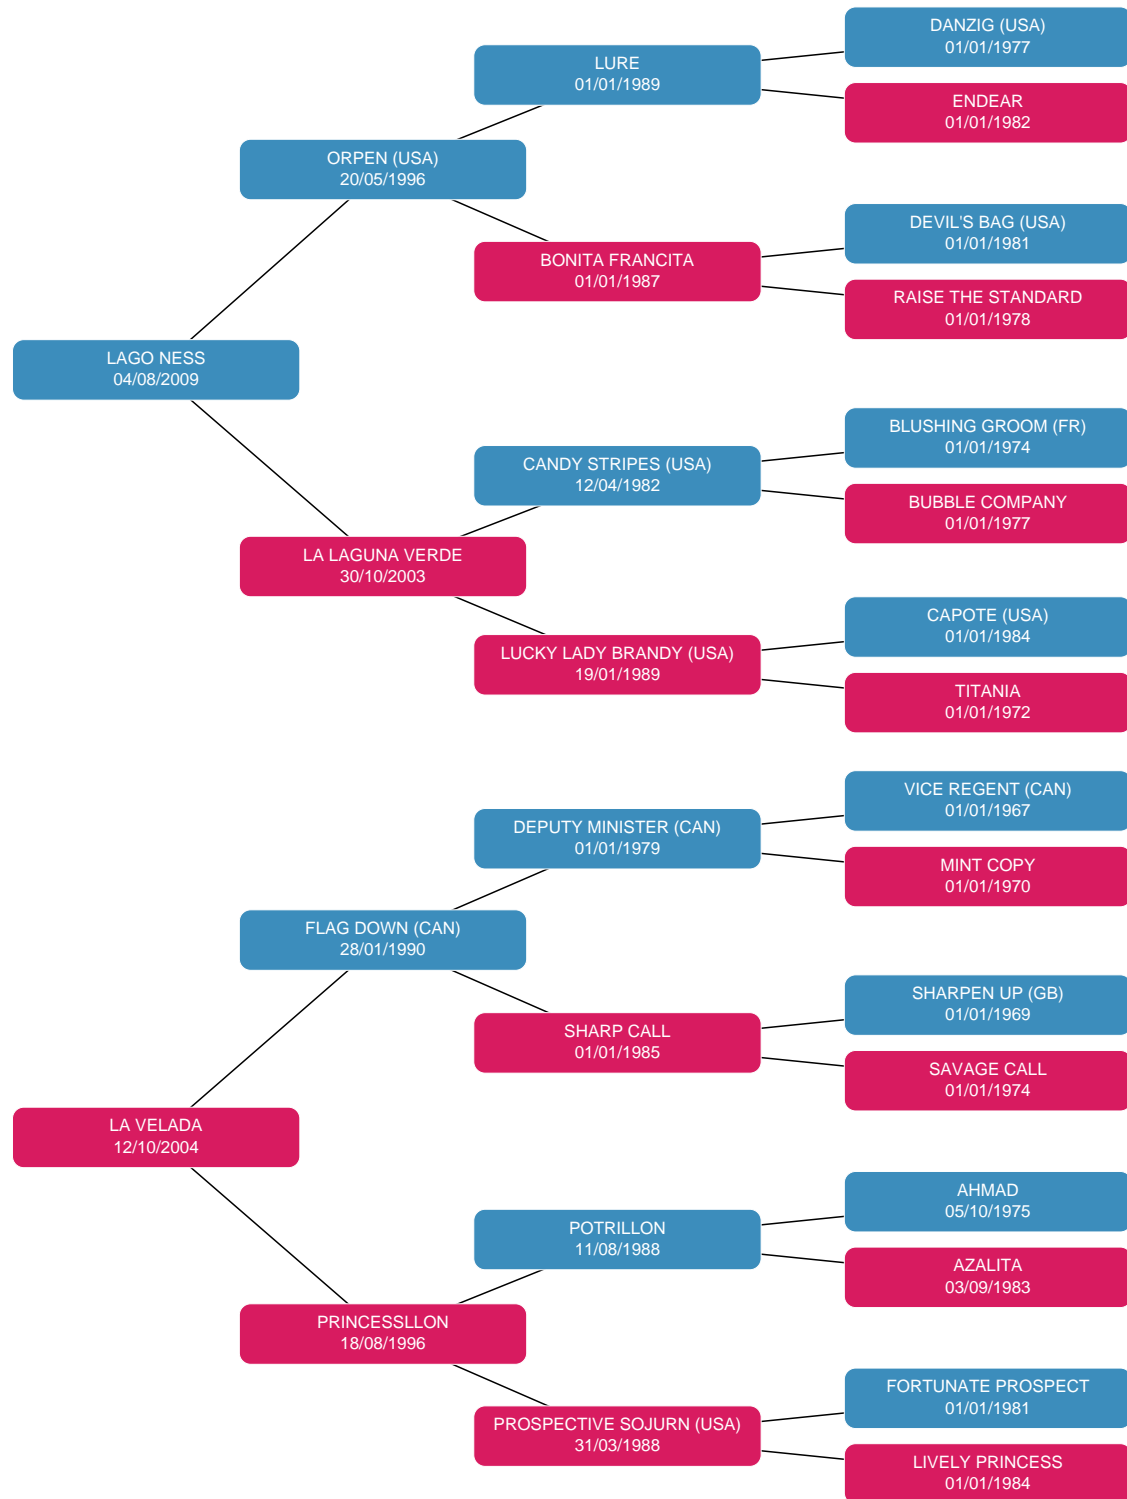 DANZIG (USA)
01/01/1977
LURE
01/01/1989
ENDEAR
01/01/1982
ORPEN (USA)
20/05/1996
DEVIL'S BAG (USA)
01/01/1981
BONITA FRANCITA
01/01/1987
RAISE THE STANDARD
01/01/1978
LAGO NESS
04/08/2009
BLUSHING GROOM (FR)
01/01/1974
CANDY STRIPES (USA)
12/04/1982
BUBBLE COMPANY
01/01/1977
LA LAGUNA VERDE
30/10/2003
CAPOTE (USA)
01/01/1984
LUCKY LADY BRANDY (USA)
19/01/1989
TITANIA
01/01/1972
VICE REGENT (CAN)
01/01/1967
DEPUTY MINISTER (CAN)
01/01/1979
MINT COPY
01/01/1970
FLAG DOWN (CAN)
28/01/1990
SHARPEN UP (GB)
01/01/1969
SHARP CALL
01/01/1985
SAVAGE CALL
01/01/1974
LA VELADA
12/10/2004
AHMAD
05/10/1975
POTRILLON
11/08/1988
AZALITA
03/09/1983
PRINCESSLLON
18/08/1996
FORTUNATE PROSPECT
01/01/1981
PROSPECTIVE SOJURN (USA)
31/03/1988
LIVELY PRINCESS
01/01/1984